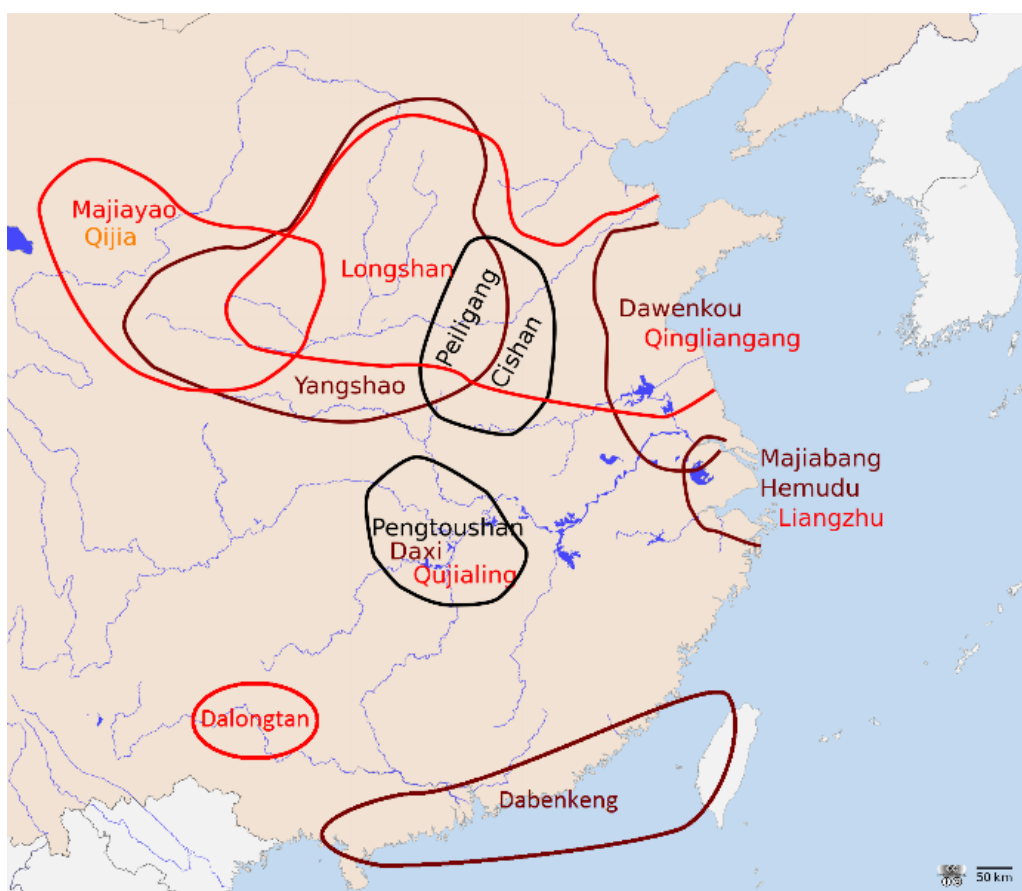 Majiayao
Qijia
Longshan
Peiligang
Cishan
Dawenkou
Qingliangang
Yangshao
Majiabang
Hemudu
Liangzhu
Pengtoushan
Daxi
Qujialing
Dalongtan
Dabenkeng
50 km